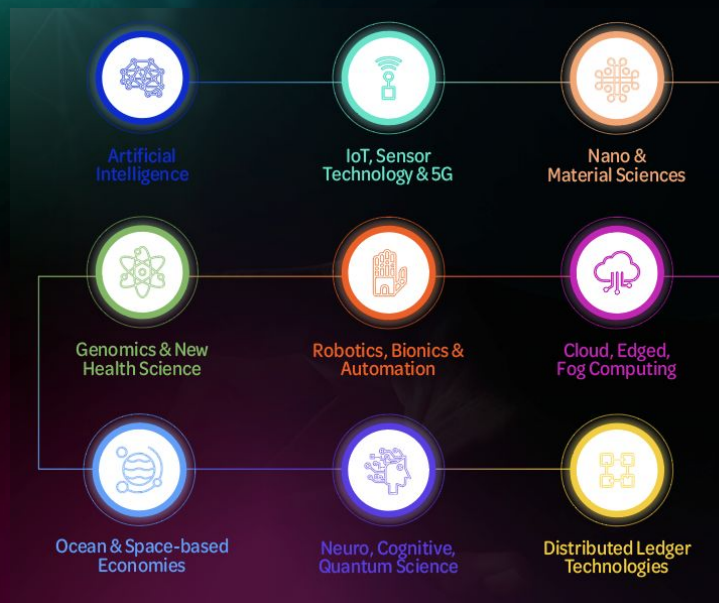 Artificial
Intelligence
IoT, Sensor
Technology & 5G
Nano &
Material Sciences
Genomics & New
Health Science
Robotics, Bionics &
Automation
Cloud, Edged,
Fog Computing
Ocean & Space-based
Economies
Neuro, Cognitive,
Quantum Science
Distributed Ledger
Technologies